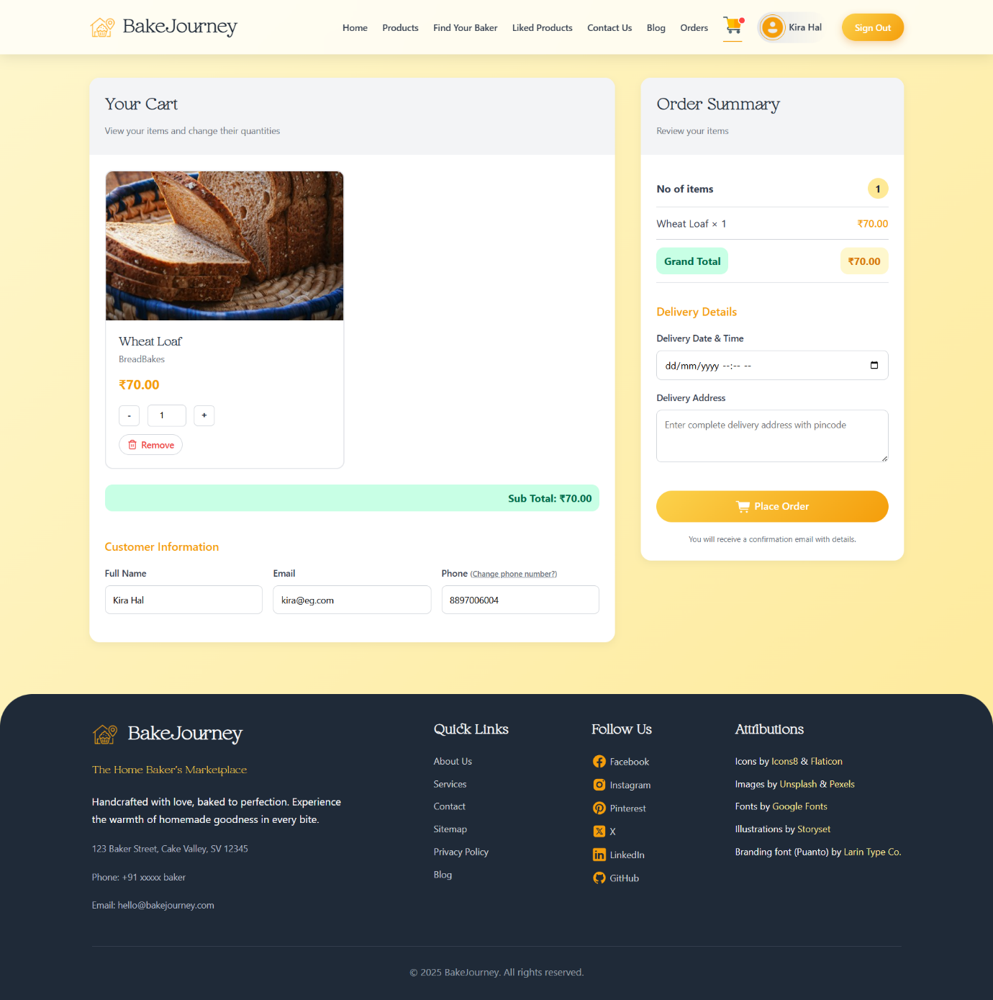 BakeJourney
Home Products Find Your Baker Liked Products Contact Us Blog Orders Kira Hal Sign Out
Your Cart
View your items and change their quantities
Wheat Loaf
BreadBakes
₹70.00
- 1 +
Remove
Sub Total: ₹70.00
Customer Information
Full Name Email Phone (Change phone number?)
Kira Hal kira@eg.com 8897006004
Order Summary
Review your items
No of items 1
Wheat Loaf × 1 ₹70.00
Grand Total ₹70.00
Delivery Details
Delivery Date & Time
dd/mm/yyyy --:-- --
Delivery Address
Enter complete delivery address with pincode
Place Order
You will receive a confirmation email with details.
BakeJourney
The Home Baker's Marketplace
Handcrafted with love, baked to perfection. Experience
the warmth of homemade goodness in every bite.
123 Baker Street, Cake Valley, SV 12345
Phone: +91 xxxxx baker
Email: hello@bakejourney.com
Quick Links
About Us
Services
Contact
Sitemap
Privacy Policy
Blog
Follow Us
Facebook
Instagram
Pinterest
X
LinkedIn
GitHub
Attributions
Icons by Icons8 & Flaticon
Images by Unsplash & Pexels
Fonts by Google Fonts
Illustrations by Storyset
Branding font (Puanto) by Larin Type Co.
© 2025 BakeJourney. All rights reserved.